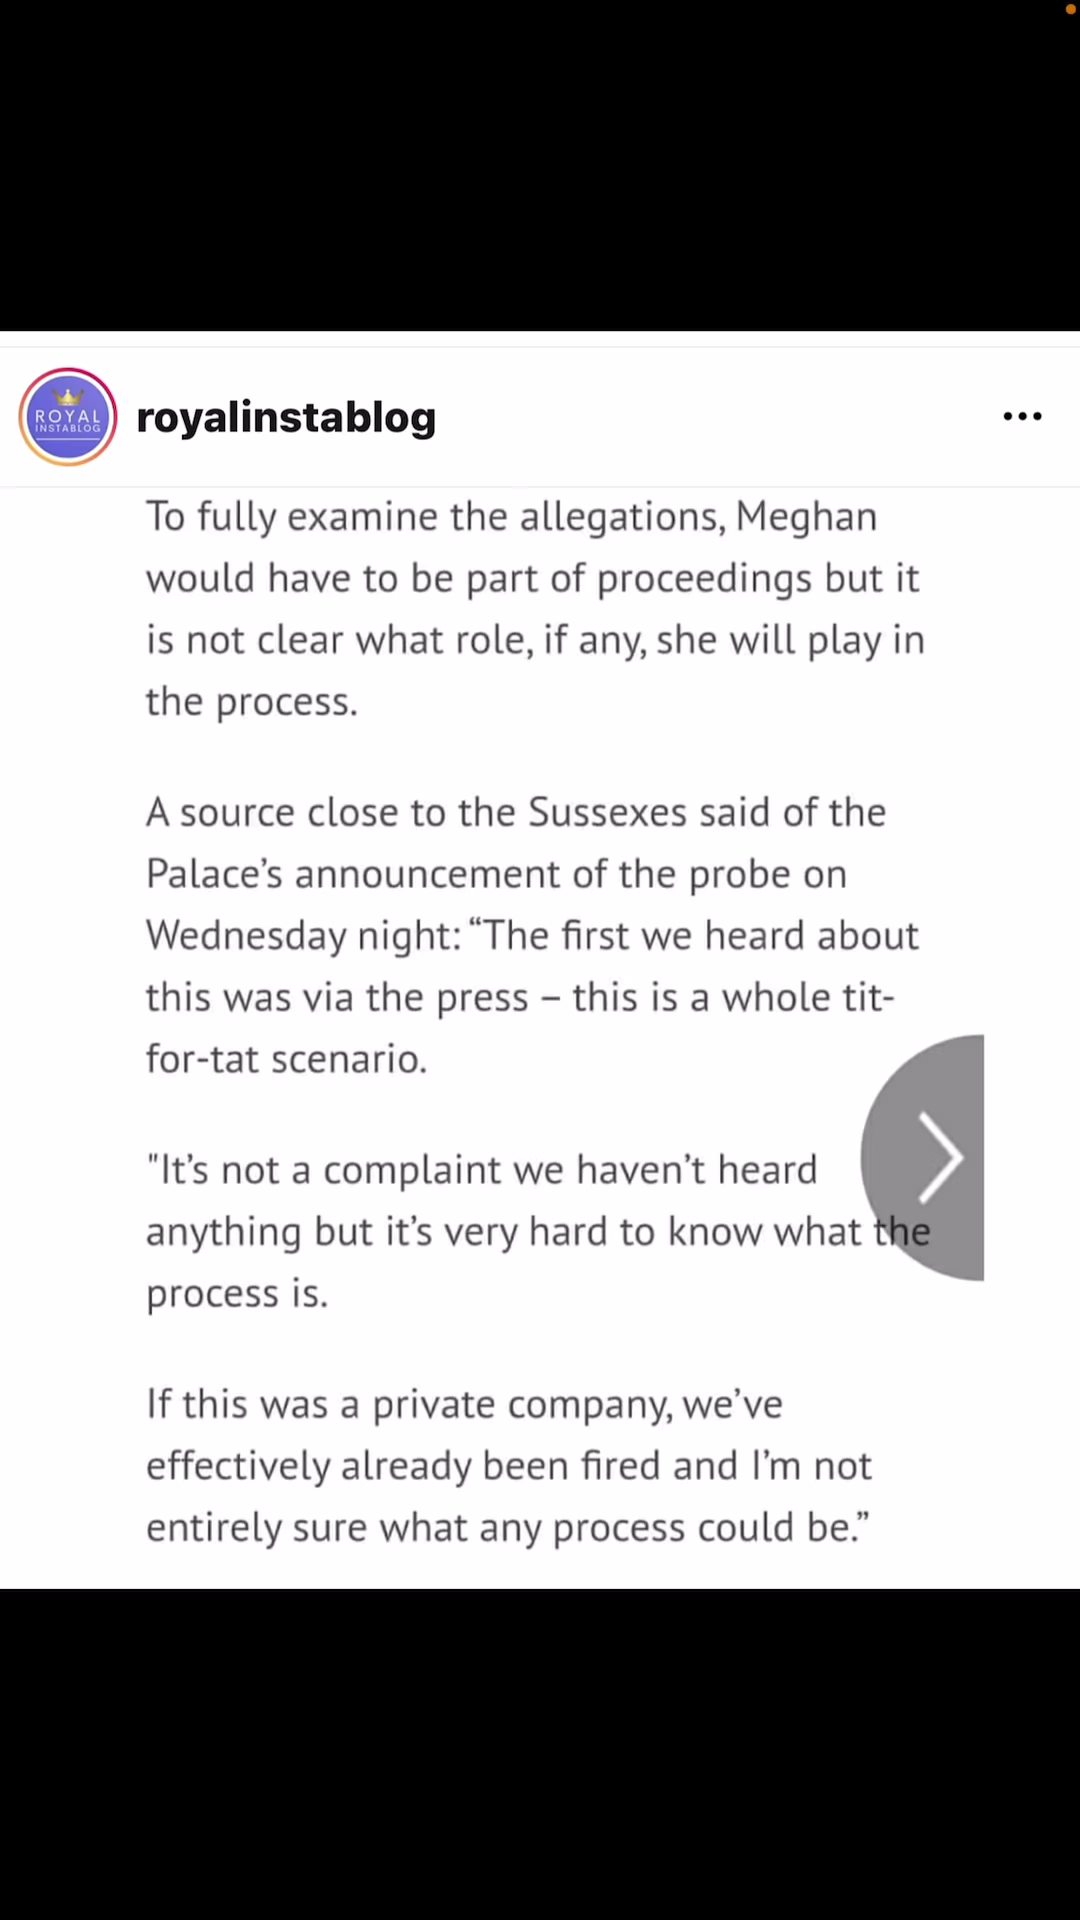 ROYAL
INSTABLOG
royalinstablog
To fully examine the allegations, Meghan
would have to be part of proceedings but it
is not clear what role, if any, she will play in
the process.
A source close to the Sussexes said of the
Palace’s announcement of the probe on
Wednesday night: “The first we heard about
this was via the press – this is a whole tit-
for-tat scenario.
"It’s not a complaint we haven’t heard
anything but it’s very hard to know what the
process is.
If this was a private company, we’ve
effectively already been fired and I’m not
entirely sure what any process could be.”